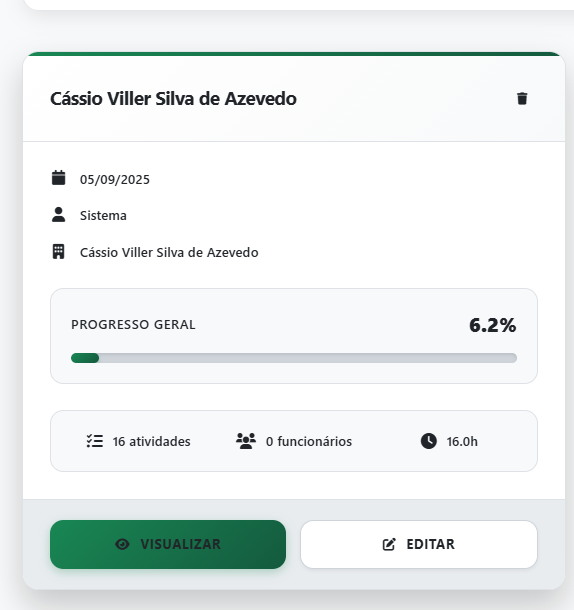 Cássio Viller Silva de Azevedo
05/09/2025
Sistema
Cássio Viller Silva de Azevedo
PROGRESSO GERAL 6.2%
16 atividades 0 funcionários 16.0h
VISUALIZAR EDITAR